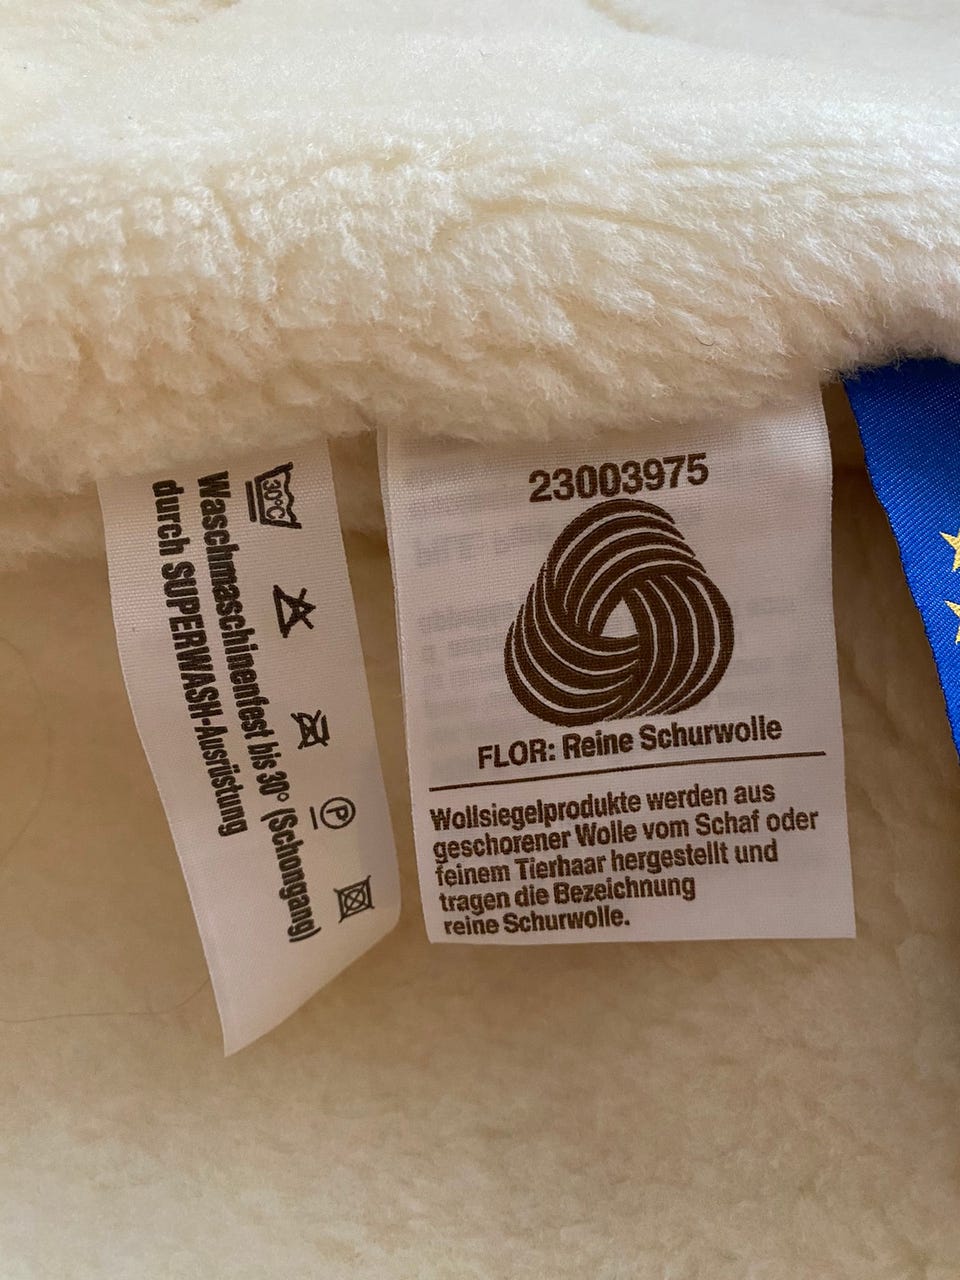 30°C
P
Waschmaschinenfest bis 30° (Schongang)
durch SUPERWASH-Ausrüstung
23003975
FLOR: Reine Schurwolle
Wollsiegelprodukte werden aus
geschorener Wolle vom Schaf oder
feinem Tierhaar hergestellt und
tragen die Bezeichnung
reine Schurwolle.